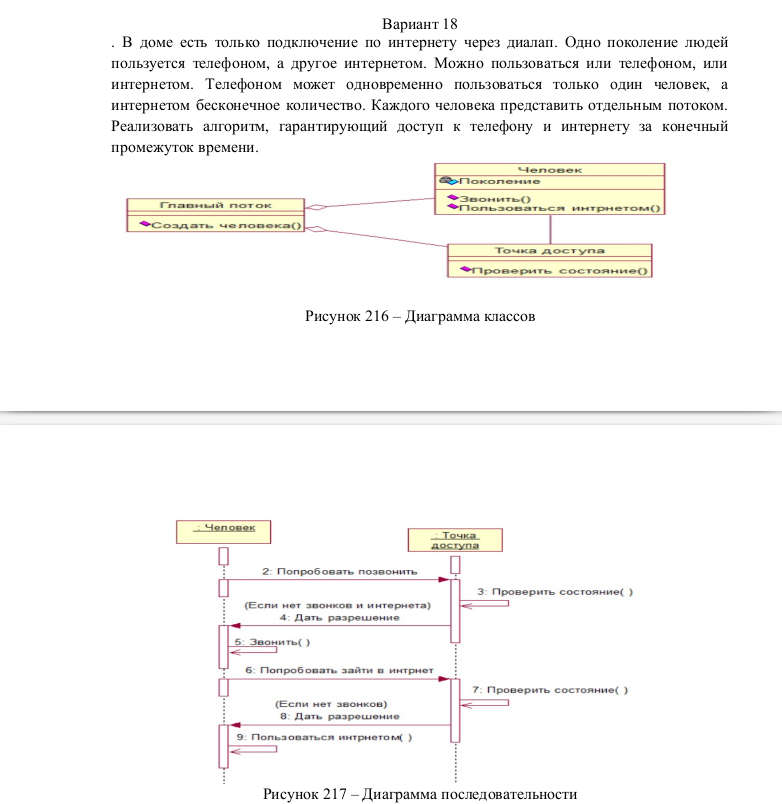 Вариант 18
. В доме есть только подключение по интернету через диалап. Одно поколение людей
пользуется телефоном, а другое интернетом. Можно пользоваться или телефоном, или
интернетом. Телефоном может одновременно пользоваться только один человек, а
интернетом бесконечное количество. Каждого человека представить отдельным потоком.
Реализовать алгоритм, гарантирующий доступ к телефону и интернету за конечный
промежуток времени.
Человек
Поколение
Звонить()
Пользоваться интрнетом()
Главный поток
Создать человека()
Точка доступа
Проверить состояние()
Рисунок 216 – Диаграмма классов
: Человек
: Точка
доступа
2: Попробовать позвонить
3: Проверить состояние( )
(Если нет звонков и интернета)
4: Дать разрешение
5: Звонить( )
6: Попробовать зайти в интрнет
7: Проверить состояние( )
(Если нет звонков)
8: Дать разрешение
9: Пользоваться интрнетом( )
Рисунок 217 – Диаграмма последовательности